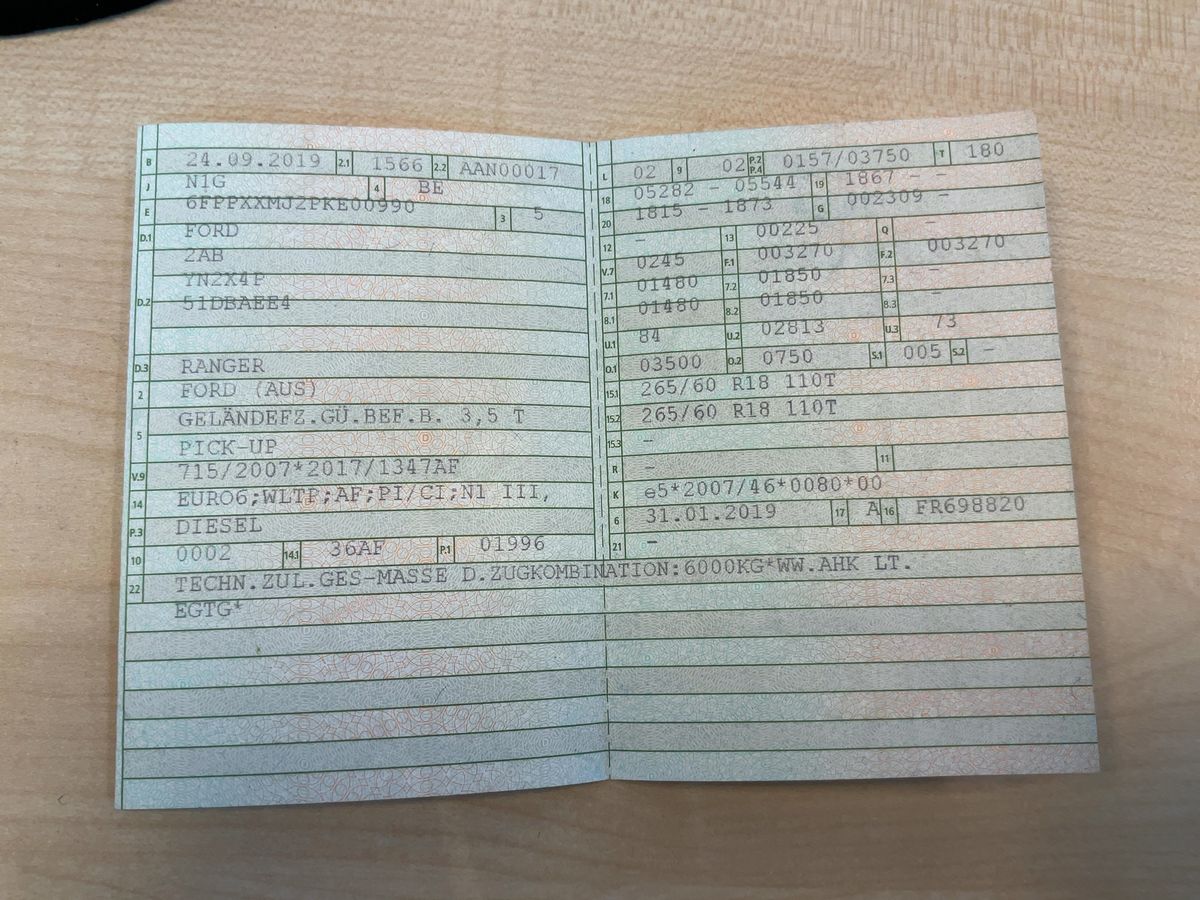 B 24.09.2019 2.1 1566 2.2 AAN00017
J N1G 4 BE
E 6FPPXXMJ2PKE00990 3 5
D.1 FORD
2AB
D.2 YN2X4P
51DBAEE4
D.3 RANGER
2 FORD (AUS)
5 GELÄNDEFZ.GÜ.BEF.B. 3,5 T
PICK-UP
V.9 715/2007*2017/1347AF
14 EURO6;WLTP;AF;PI/CI;N1 III,
P.3 DIESEL
10 0002 14.1 36AF P.1 01996
L 02 9 02 P.2 P.4 0157/03750 T 180
18 05282 - 05544 19 1867 - -
20 1815 - 1873 G 002309 -
12 - 13 00225 Q -
V.7 0245 F.1 003270 F.2 003270
7.1 01480 7.2 01850 7.3 - -
8.1 01480 8.2 01850 8.3 -
U.1 84 U.2 02813 U.3 73
O.1 03500 O.2 0750 S.1 005 S.2 -
15.1 265/60 R18 110T
15.2 265/60 R18 110T
15.3 -
R - 11
K e5*2007/46*0080*00
6 31.01.2019 17 A 16 FR698820
21 -
22 TECHN.ZUL.GES-MASSE D.ZUGKOMBINATION:6000KG*WW.AHK LT.
EGTG*